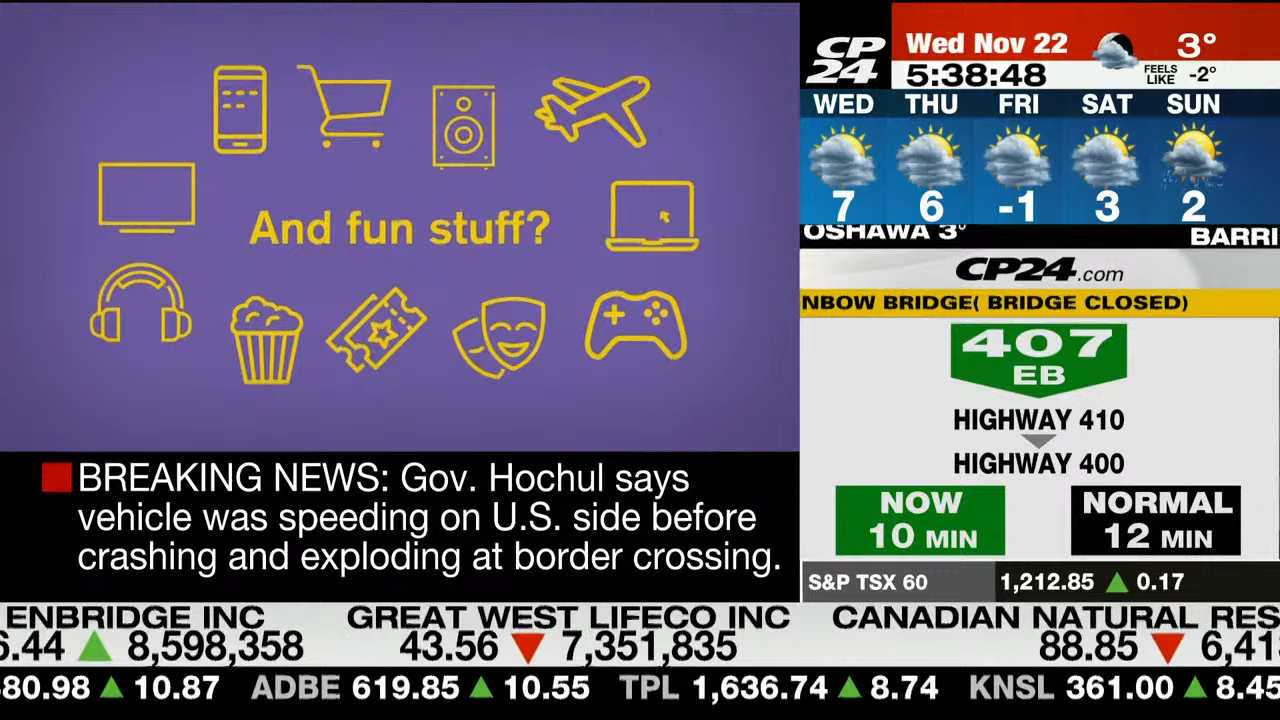 And fun stuff?
BREAKING NEWS: Gov. Hochul says
vehicle was speeding on U.S. side before
crashing and exploding at border crossing.
CP
24
Wed Nov 22
5:38:48
3°
FEELS
LIKE -2°
WED THU FRI SAT SUN
7 6 -1 3 2
OSHAWA 3° BARRI
CP24.com
NBOW BRIDGE( BRIDGE CLOSED)
407
EB
HIGHWAY 410
HIGHWAY 400
NOW
10 MIN
NORMAL
12 MIN
S&P TSX 60 1,212.85 0.17
ENBRIDGE INC GREAT WEST LIFECO INC CANADIAN NATURAL RES
6.44 8,598,358 43.56 7,351,835 88.85 6,413
380.98 10.87 ADBE 619.85 10.55 TPL 1,636.74 8.74 KNSL 361.00 8.45